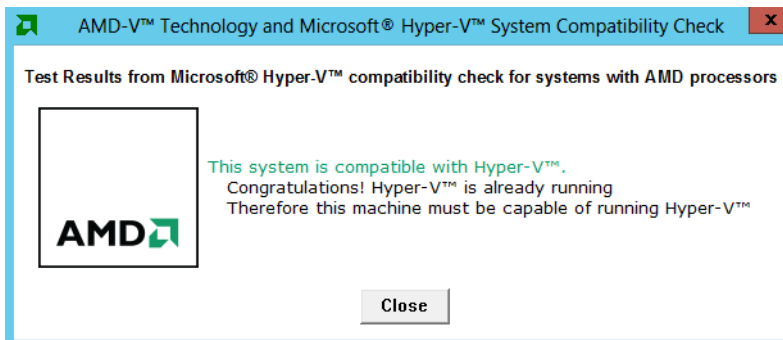 AMD-V™ Technology and Microsoft® Hyper-V™ System Compatibility Check
x
Test Results from Microsoft® Hyper-V™ compatibility check for systems with AMD processors
This system is compatible with Hyper-V™.
Congratulations! Hyper-V™ is already running
Therefore this machine must be capable of running Hyper-V™
AMD
Close